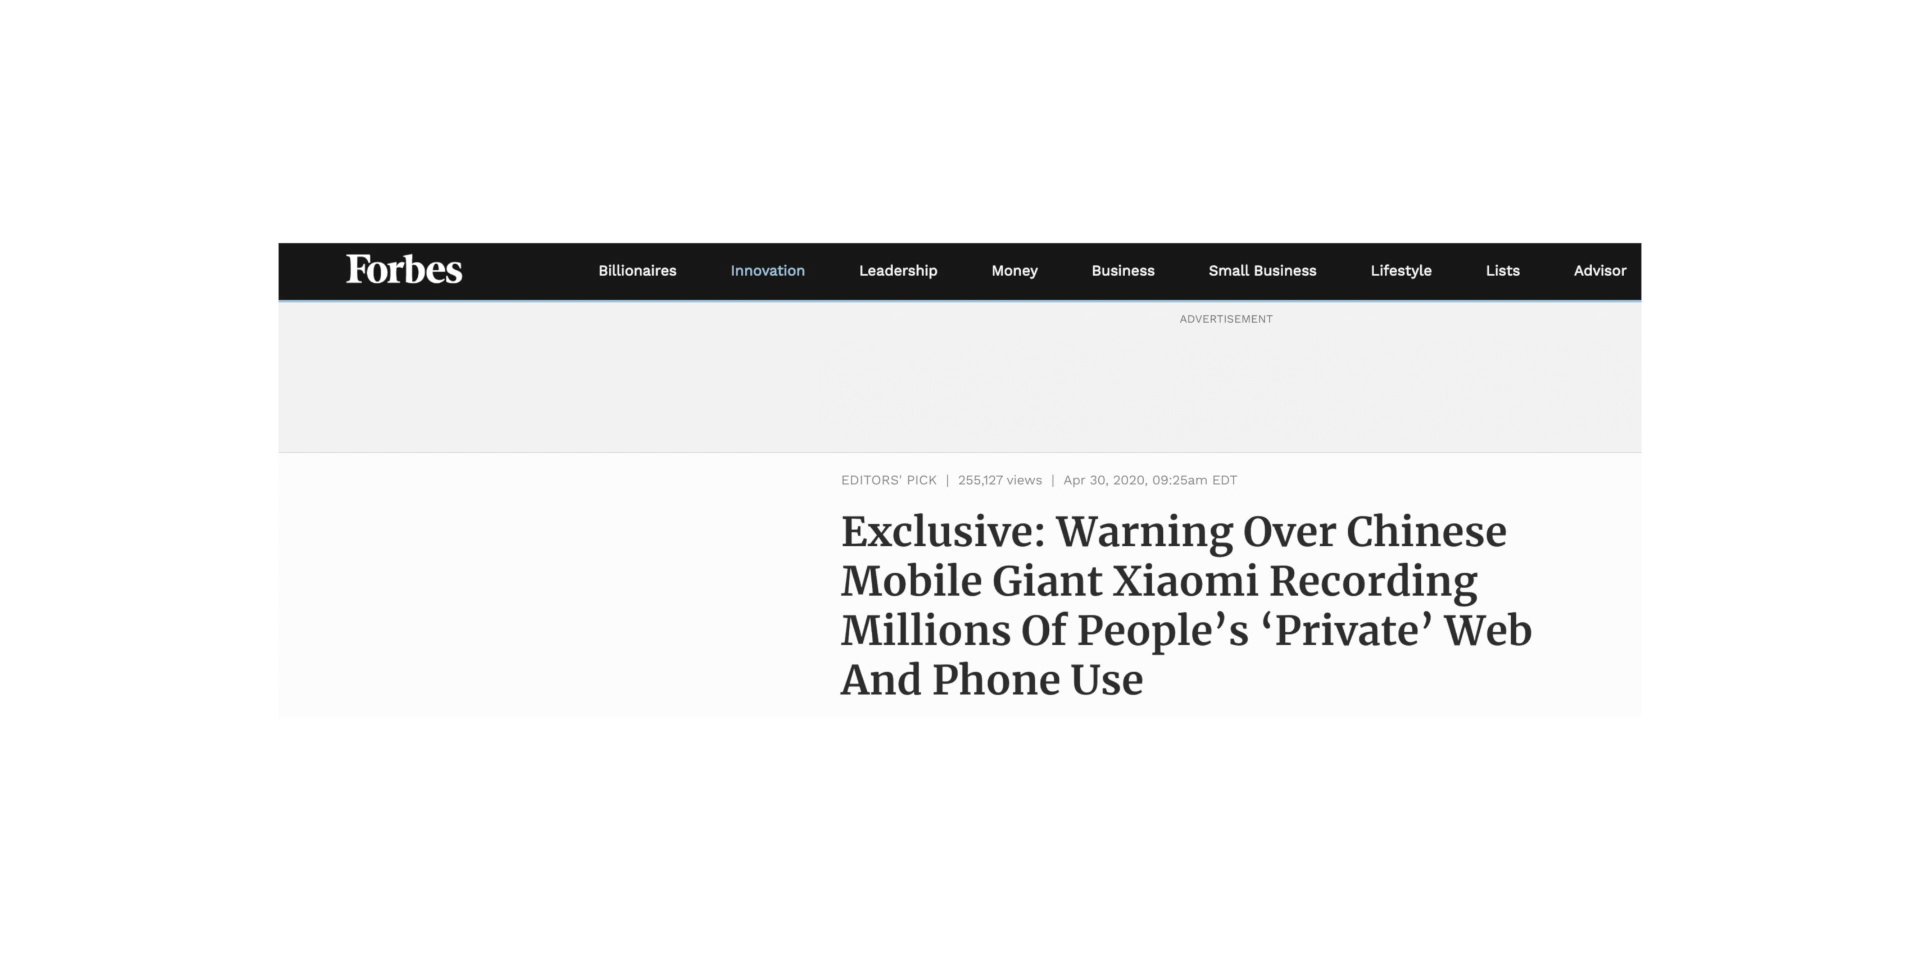 Forbes Billionaires Innovation Leadership Money Business Small Business Lifestyle Lists Advisor
ADVERTISEMENT
EDITORS' PICK | 255,127 views | Apr 30, 2020, 09:25am EDT
Exclusive: Warning Over Chinese
Mobile Giant Xiaomi Recording
Millions Of People’s ‘Private’ Web
And Phone Use